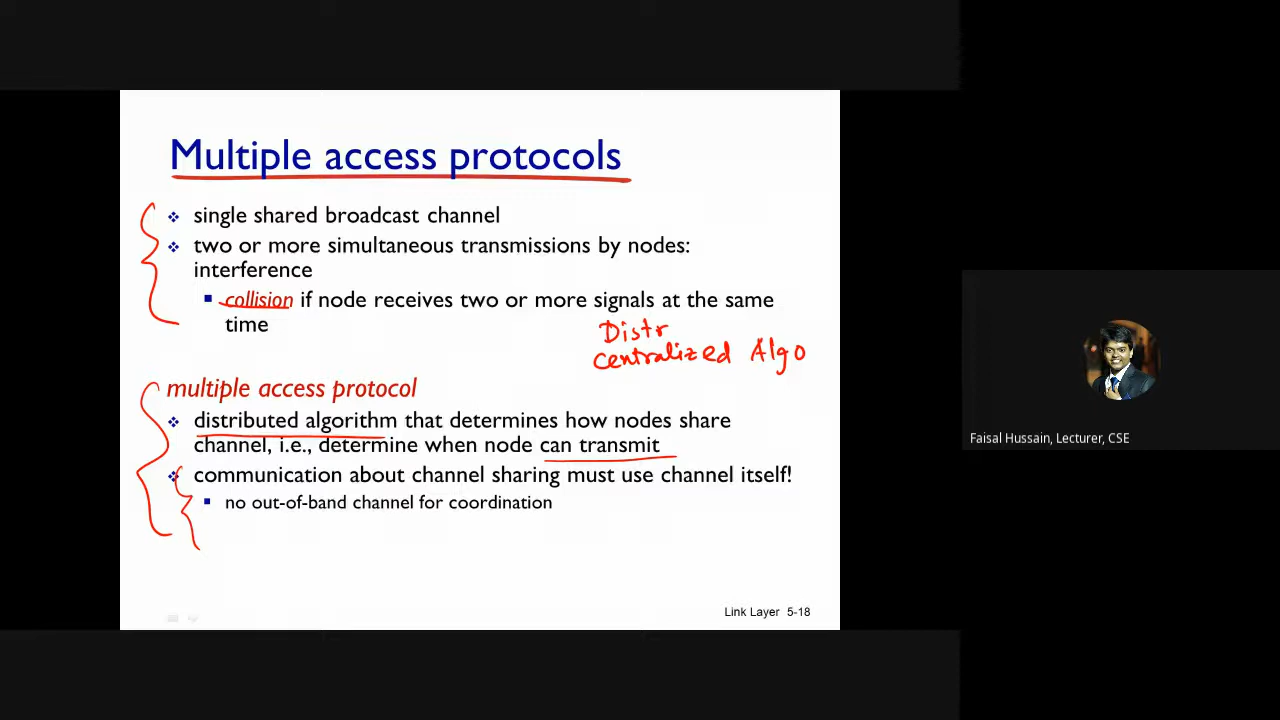 Multiple access protocols
single shared broadcast channel
two or more simultaneous transmissions by nodes:
interference
collision if node receives two or more signals at the same
time
Distr
centralized Algo
multiple access protocol
distributed algorithm that determines how nodes share
channel, i.e., determine when node can transmit
communication about channel sharing must use channel itself!
no out-of-band channel for coordination
Link Layer 5-18
Faisal Hussain, Lecturer, CSE